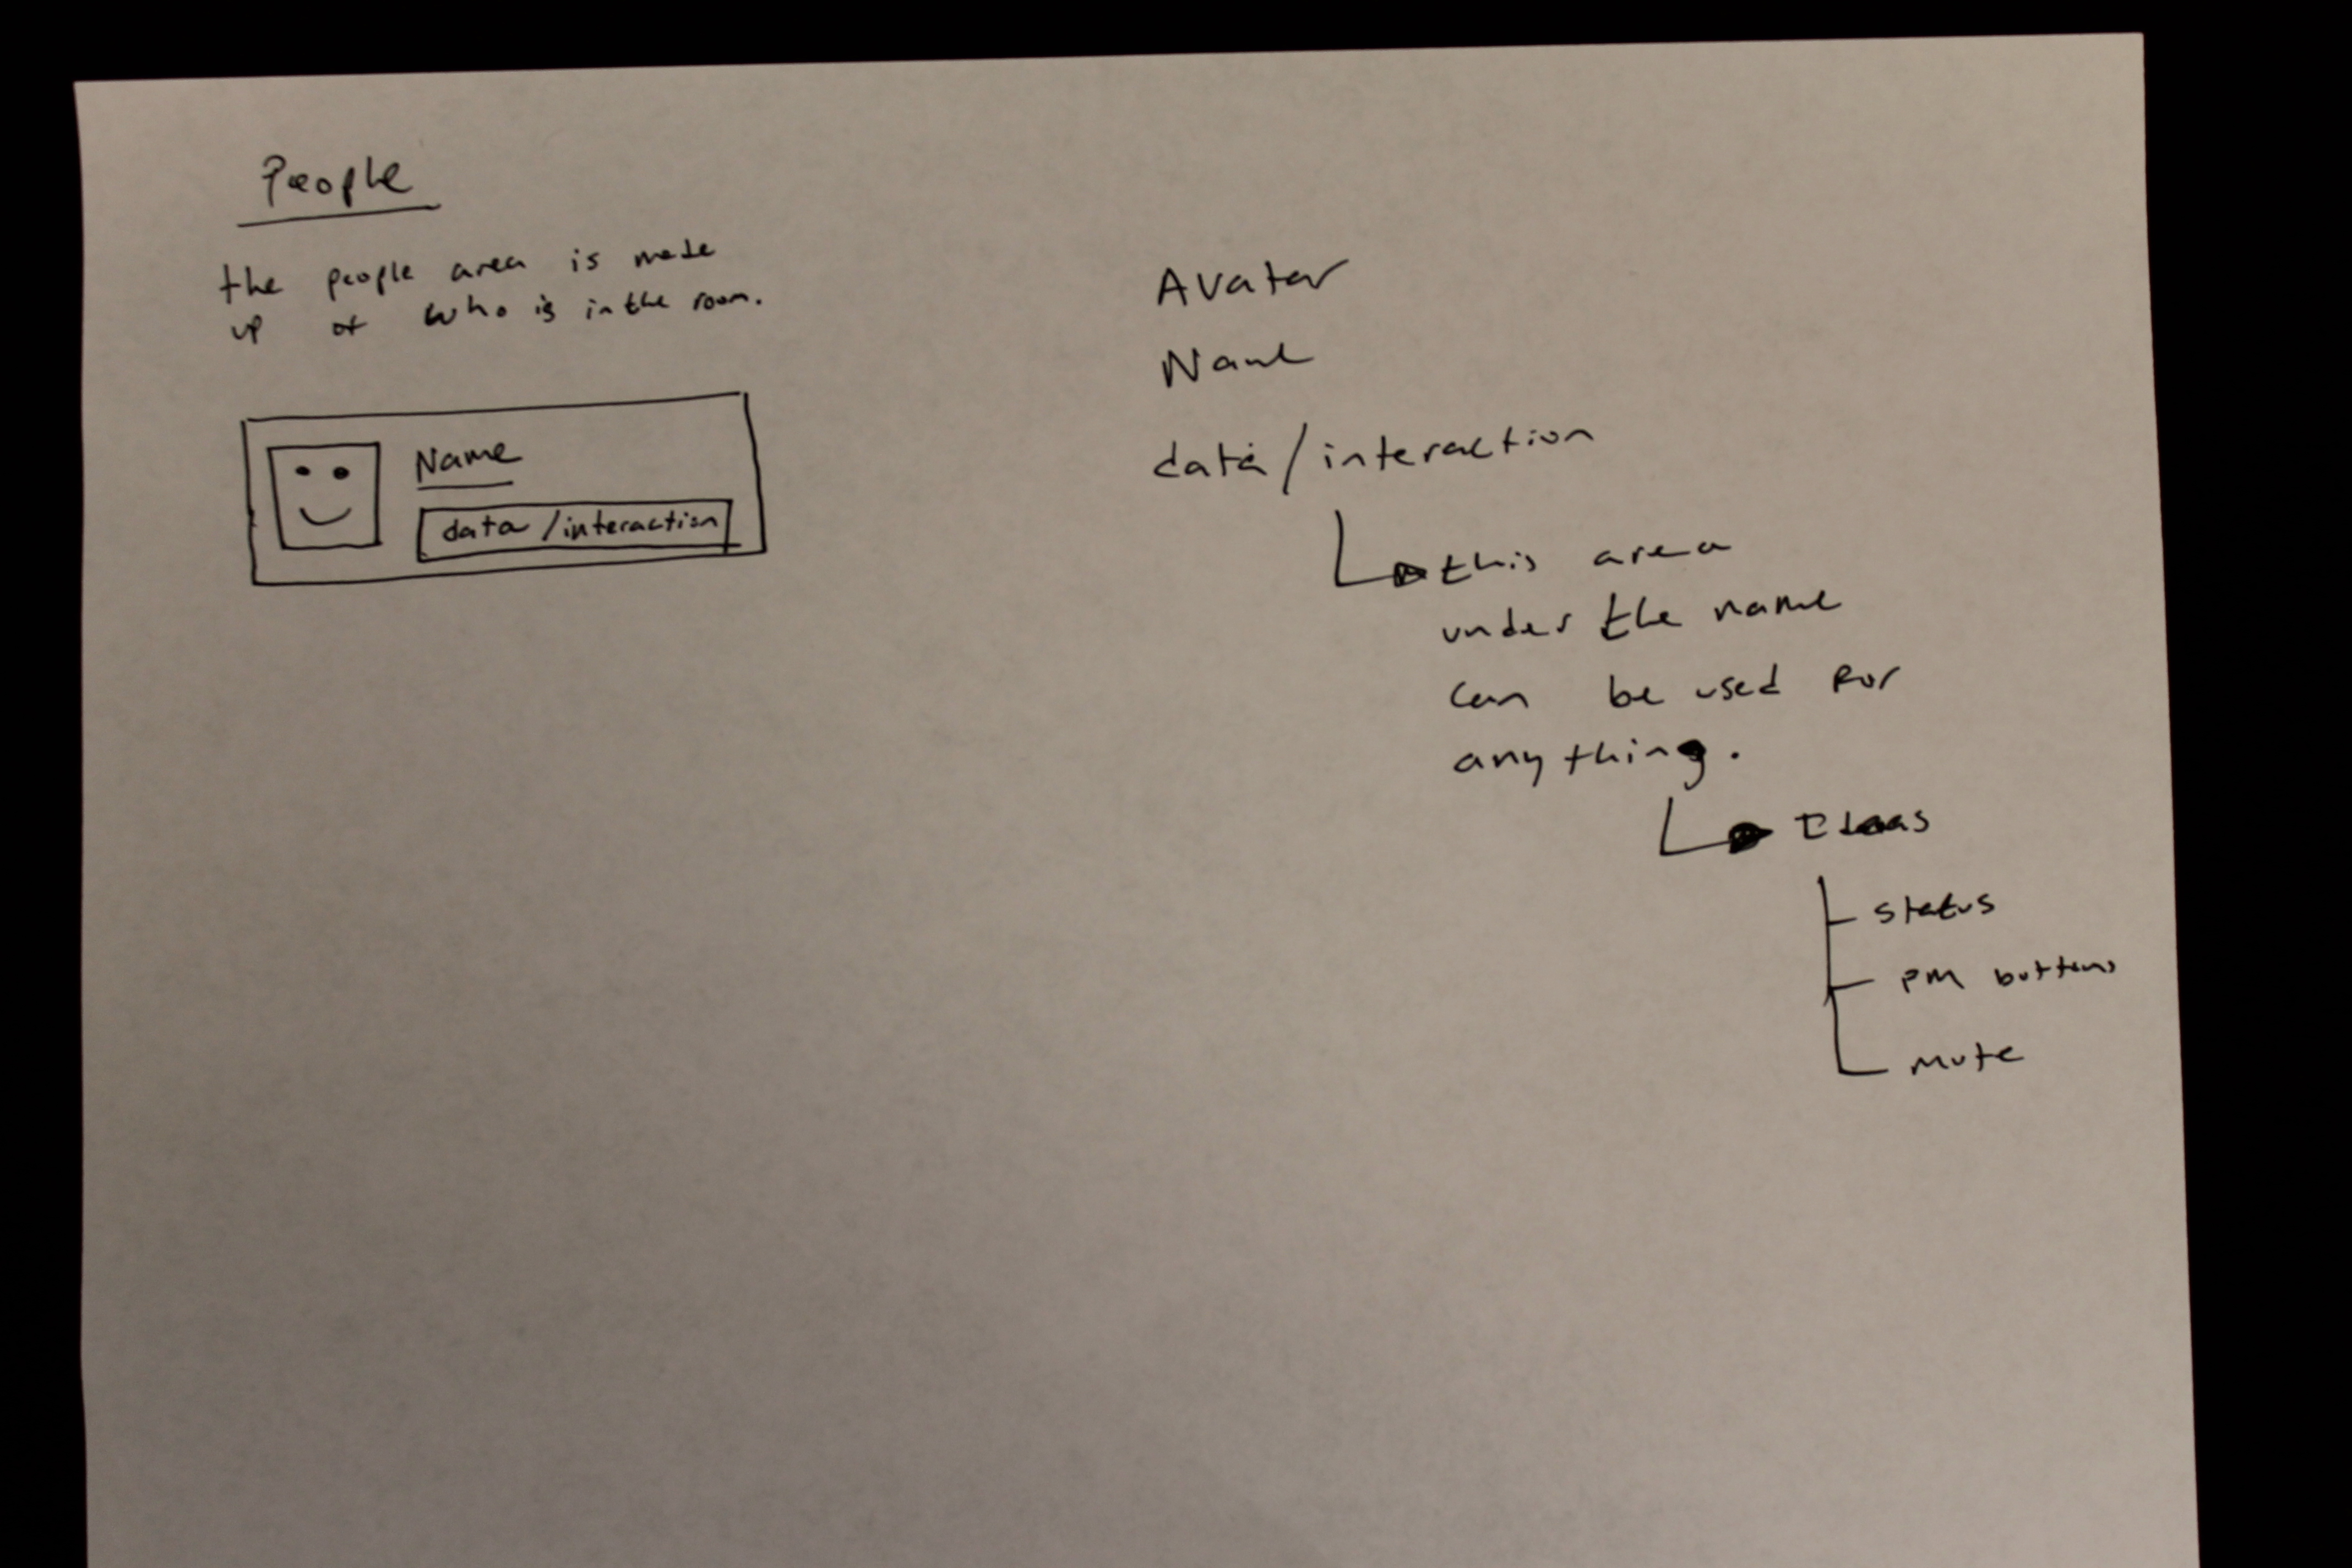 People
the people area is made
up of who is in the room.
Name
data/interaction
Avatar
Name
data/interaction
this area
under the name
can be used for
anything.
Ideas
status
pm buttons
mute